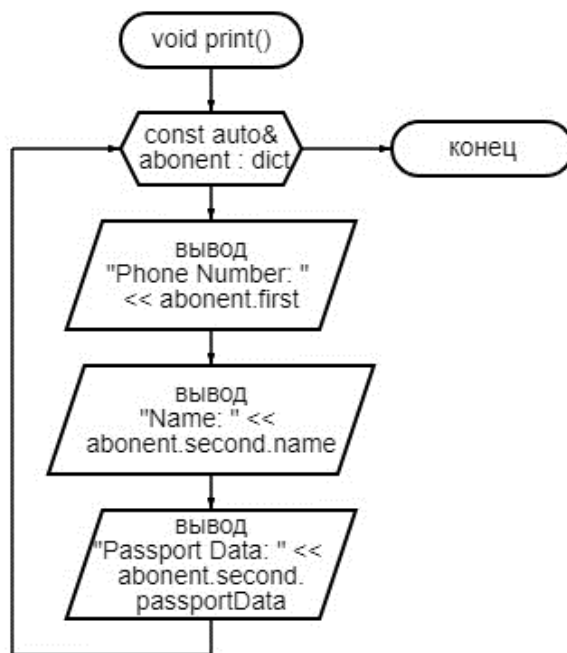 void print()
const auto&
abonent : dict
конец
вывод
"Phone Number: "
<< abonent.first
вывод
"Name: " <<
abonent.second.name
вывод
"Passport Data: " <<
abonent.second.
passportData